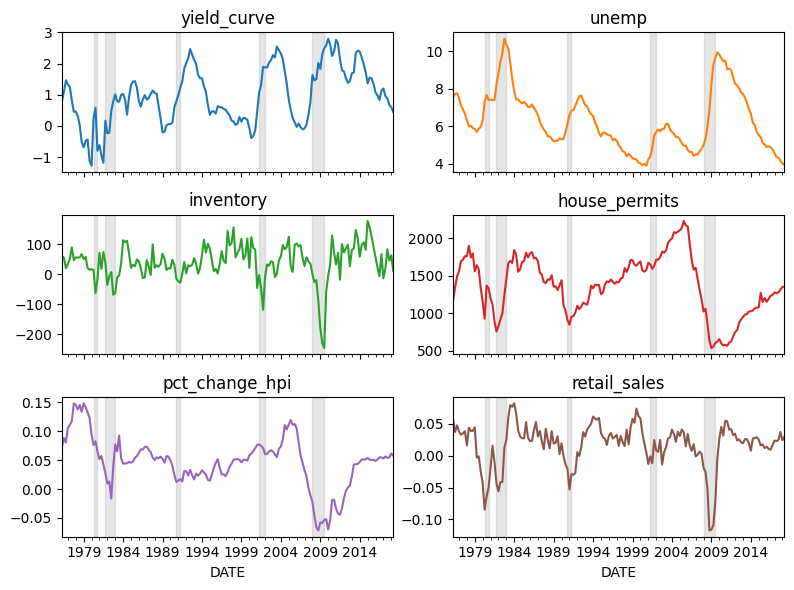 yield_curve
3
2
1
0
−1
unemp
10
8
6
4
inventory
100
0
−100
−200
house_permits
2000
1500
1000
500
pct_change_hpi
0.15
0.10
0.05
0.00
−0.05
1979 1984 1994 1999 2004 2009 2014
DATE
retail_sales
0.05
0.00
−0.05
−0.10
1979 1984 1994 1999 2004 2009 2014
DATE